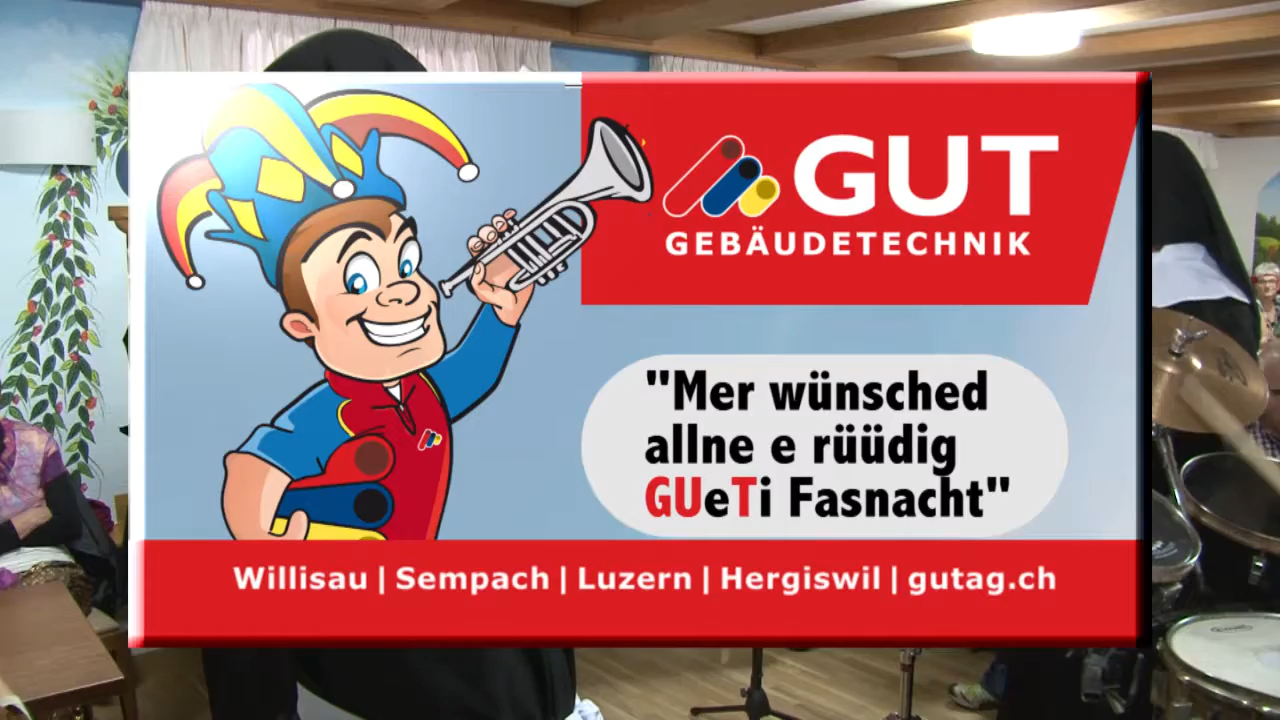 GUT
GEBÄUDETECHNIK
"Mer wünsched
allne e rüüdig
GUeTi Fasnacht"
Willisau | Sempach | Luzern | Hergiswil | gutag.ch